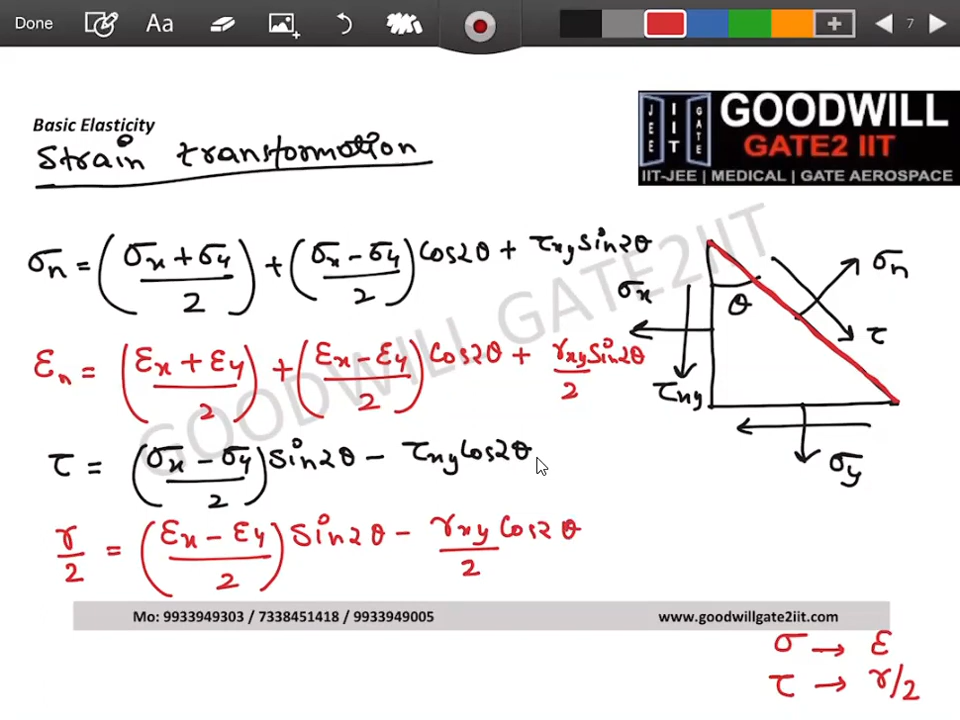 Done Aa 7
Basic Elasticity
Strain transformation
JEE IIT GATE
GOODWILL
GATE2 IIT
IIT-JEE | MEDICAL | GATE AEROSPACE
σn = ((σx + σy)/2) + ((σx − σy)/2) cos2θ + τxy sin2θ
εn = ((εx + εy)/2) + ((εx − εy)/2) cos2θ + γxy/2 sin2θ
τ = ((σx − σy)/2) sin2θ − τxy cos2θ
γ/2 = ((εx − εy)/2) sin2θ − γxy/2 cos2θ
σn
σx
θ
τ
τxy
σy
GOODWILL GATE2IIT
Mo: 9933949303 / 7338451418 / 9933949005
www.goodwillgate2iit.com
σ → ε
τ → γ/2